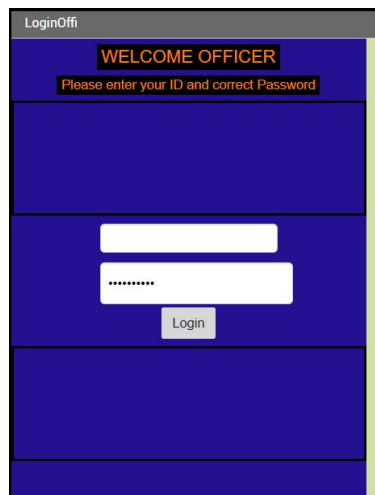 LoginOffi
WELCOME OFFICER
Please enter your ID and correct Password
••••••••••
Login